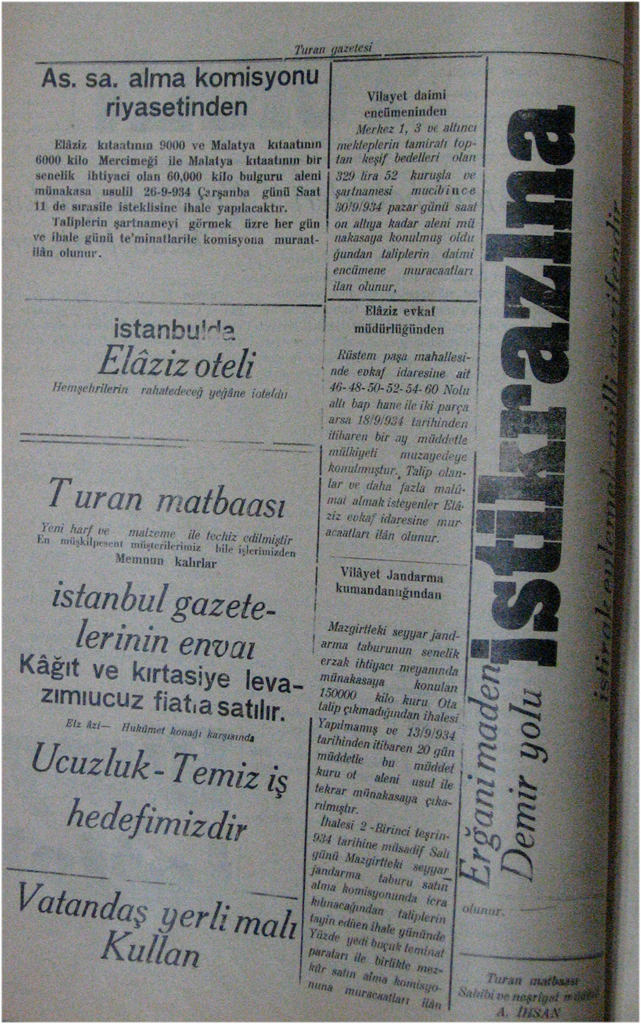 Turan gazetesi
As. sa. alma komisyonu
riyasetinden
Elâziz kıtaatının 9000 ve Malatya kıtaatının
6000 kilo Mercimeği ile Malatya kıtaatının bir
senelik ihtiyacı olan 60,000 kilo bulguru aleni
münakasa usulil 26-9-934 Çarşanba günü Saat
11 de sırasile isteklisine ihale yapılacaktır.
Taliplerin şartnameyi görmek üzre her gün
ve ihale günü te'minatlarile komisyona muraat-
ilân olunur.
istanbulda
Elâziz oteli
Hemşehrilerin rahatedeceğ yegâne
Turan matbaası
Yeni harf ve malzeme ile techiz edilmiştir
En müşkilpesent müşterilerimiz bile işlerimizden
Memnun kalırlar
istanbul gazete-
lerinin envaı
Kâğıt ve kırtasiye leva-
zımıucuz fiatla satılır.
Hukûmet konağı karşısında
Ucuzluk - Temiz iş
hedefimizdir
Vatandaş yerli malı
Kullan
Vilayet daimi
encümeninden
Merkez 1, 3 ve altıncı
mekteplerin tamiratı top-
tan keşif bedelleri olan
329 lira 52 kuruşla ve
şartnamesi mucibince
30/9/934 pazar günü saat
on altıya kadar aleni mü
nakasaya konulmuş oldu
ğundan taliplerin daimi
encümene muracaatları
ilan olunur,
Elâziz evkaf
müdürlüğünden
Rüstem paşa mahallesi-
nde evkaf idaresine ait
46-48-50-52-54-60 Nolu
altı bap hane ile iki parça
arsa 18/9/934 tarihinden
itibaren bir ay müddetle
mülkiyeti muzayedeye
konulmuştur. Talip olan-
lar ve daha fazla malû-
mat almak isteyenler Elâ-
ziz evkaf idaresine mur-
acaatları ilân olunur.
Vilâyet Jandarma
kumandanlığından
Mazgirtteki seyyar jand-
arma taburunun senelik
erzak ihtiyacı meyanında
münakasaya konulan
150000 kilo kuru Ota
talip çıkmadığından ihalesi
Yapılmamış ve 13/9/934
tarihinden itibaren 20 gün
müddetle bu müddet
kuru ot aleni usul ile
tekrar münakasaya çıka-
rılmıştır.
İhalesi 2 -Birinci teşrin-
934 tarihine müsadif Salı
günü Mazgirtteki seyyar
jandarma taburu satın
alma komisyonunda icra
kılınacağından taliplerin
tayin edilen ihale gününde
Yüzde yedi buçuk teminat
paraları ile birlikte mez-
kûr satın alma komisyo-
nuna muracaatları ilân
olunur.
Erğani maden
Demir yolu
istikrazına
iştirak eylemek milli vazifendir
Turan matbaası
Sahibi ve neşriyat
A. İHSAN